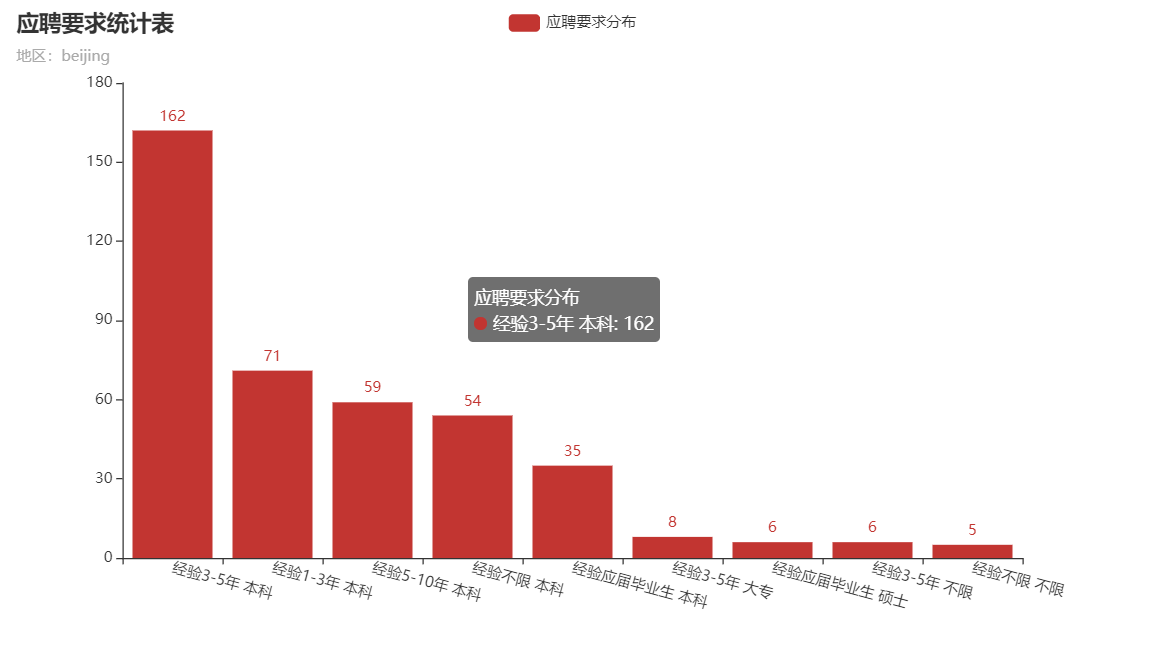 应聘要求统计表
应聘要求分布
地区：beijing
180
150
120
90
60
30
0
162
71
59
54
35
8
6
6
5
应聘要求分布
经验3-5年 本科: 162
经验3-5年 本科
经验1-3年 本科
经验5-10年 本科
经验不限 本科
经验应届毕业生 本科
经验3-5年 大专
经验应届毕业生 硕士
经验3-5年 不限
经验不限 不限